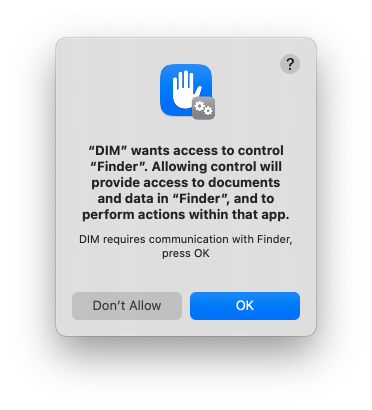 ?
“DIM” wants access to control
“Finder”. Allowing control will
provide access to documents
and data in “Finder”, and to
perform actions within that app.
DIM requires communication with Finder,
press OK
Don’t Allow
OK